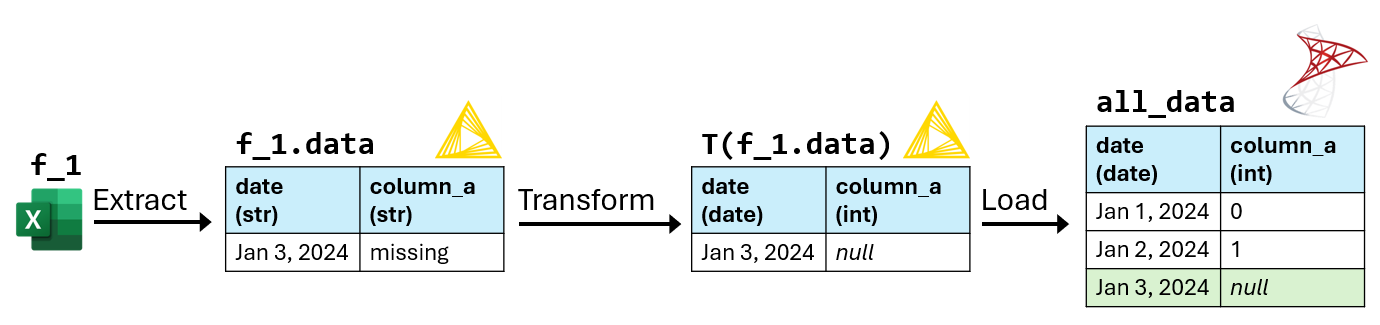 f_1
X
Extract
f_1.data
date
(str)
column_a
(str)
Jan 3, 2024
missing
Transform
T(f_1.data)
date
(date)
column_a
(int)
Jan 3, 2024
null
Load
all_data
date
(date)
column_a
(int)
Jan 1, 2024
0
Jan 2, 2024
1
Jan 3, 2024
null